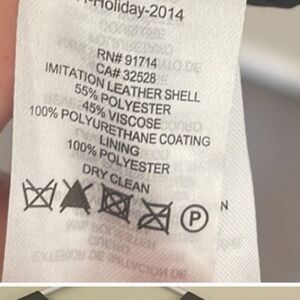 -Holiday-2014
RN# 91714
CA# 32528
IMITATION LEATHER SHELL
55% POLYESTER
45% VISCOSE
100% POLYURETHANE COATING
LINING
100% POLYESTER
DRY CLEAN
P
N